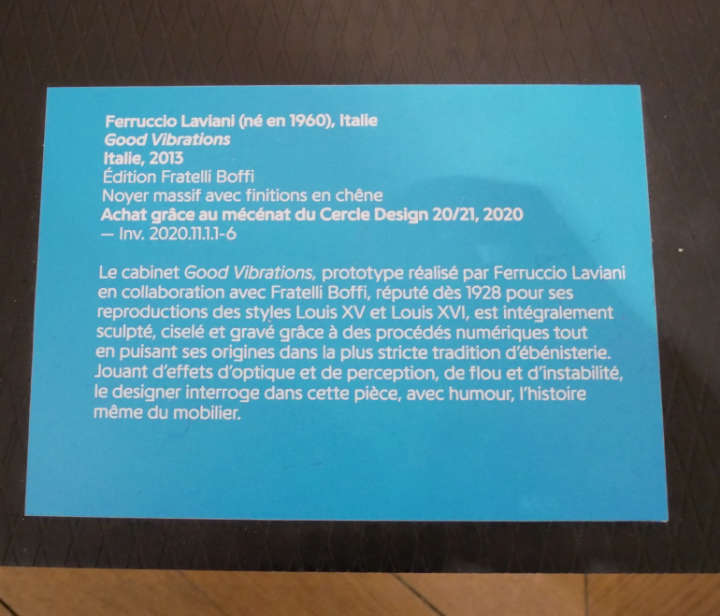 Ferruccio Laviani (né en 1960), Italie
Good Vibrations
Italie, 2013
Édition Fratelli Boffi
Noyer massif avec finitions en chêne
Achat grâce au mécénat du Cercle Design 20/21, 2020
— Inv. 2020.11.1.1-6
Le cabinet Good Vibrations, prototype réalisé par Ferruccio Laviani
en collaboration avec Fratelli Boffi, réputé dès 1928 pour ses
reproductions des styles Louis XV et Louis XVI, est intégralement
sculpté, ciselé et gravé grâce à des procédés numériques tout
en puisant ses origines dans la plus stricte tradition d'ébénisterie.
Jouant d'effets d'optique et de perception, de flou et d'instabilité,
le designer interroge dans cette pièce, avec humour, l'histoire
même du mobilier.